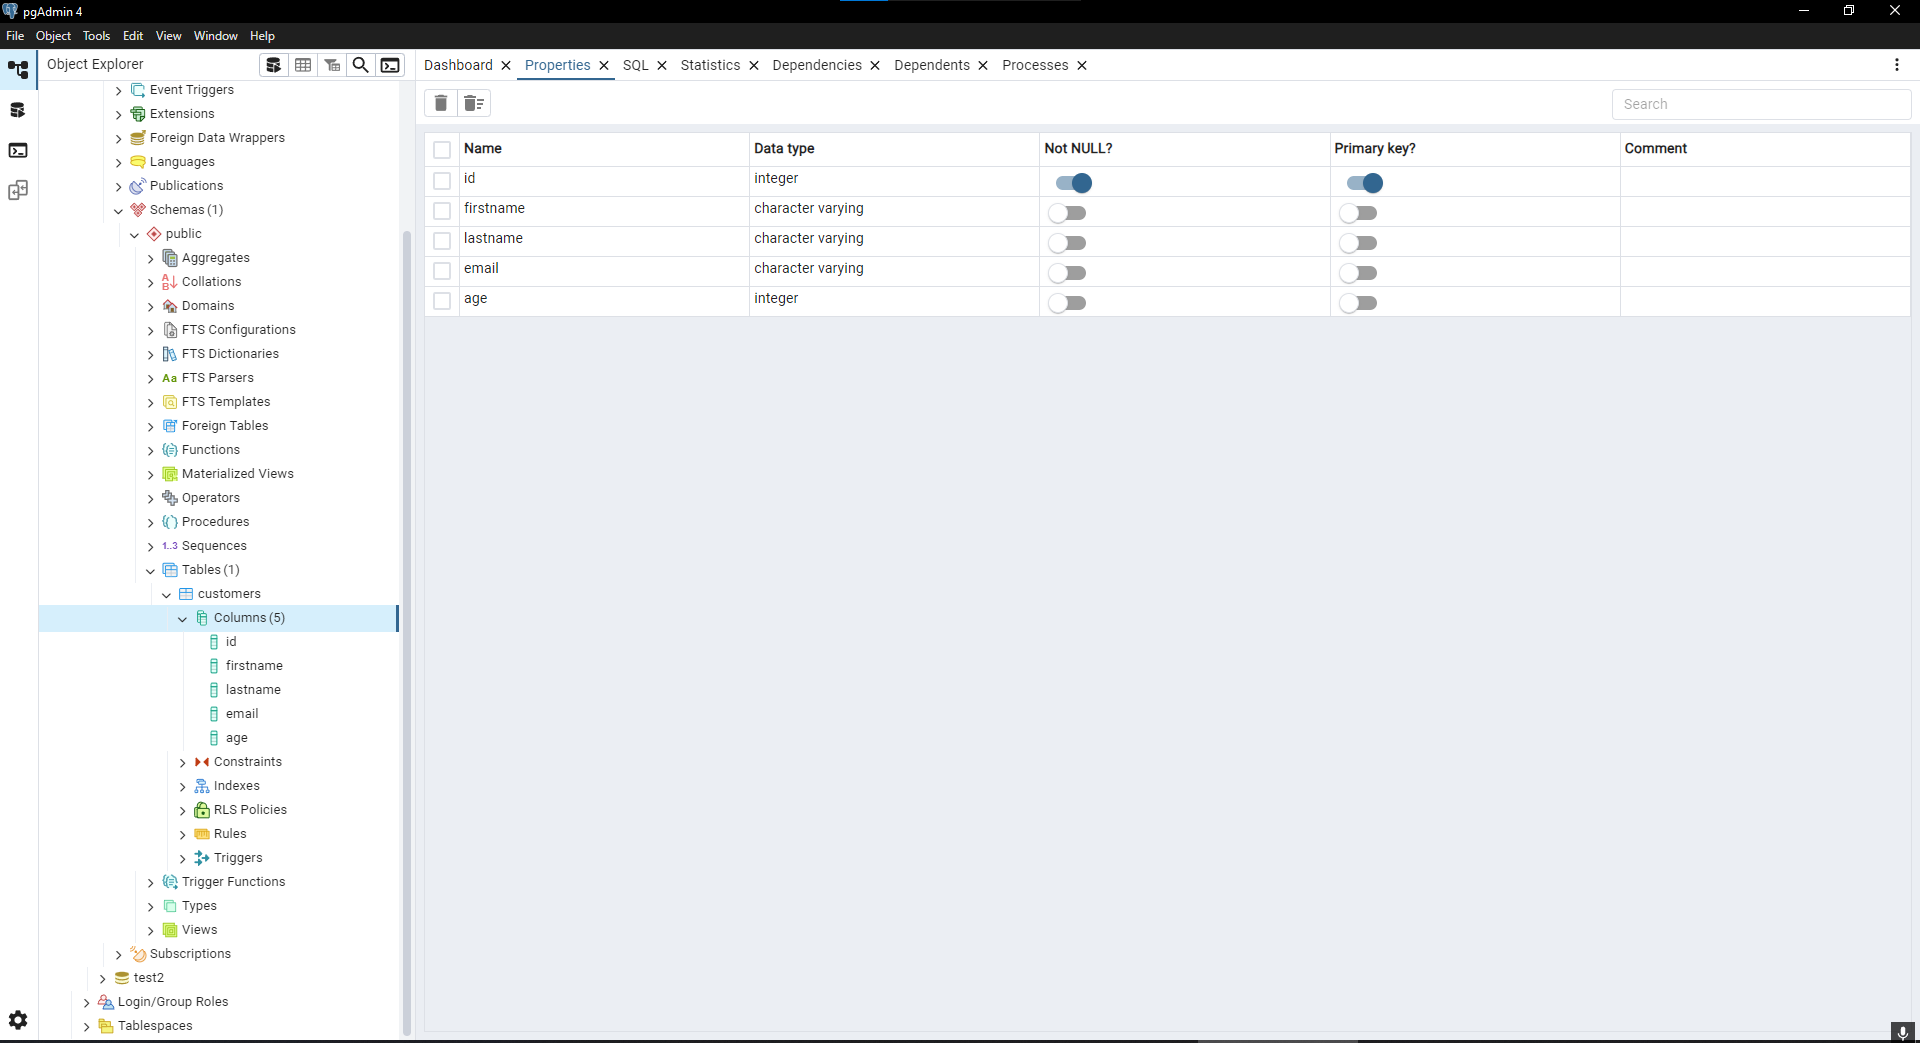 pgAdmin 4
File Object Tools Edit View Window Help
Object Explorer
Event Triggers
Extensions
Foreign Data Wrappers
Languages
Publications
Schemas (1)
public
Aggregates
Collations
Domains
FTS Configurations
FTS Dictionaries
Aa FTS Parsers
FTS Templates
Foreign Tables
Functions
Materialized Views
Operators
Procedures
1..3 Sequences
Tables (1)
customers
Columns (5)
id
firstname
lastname
email
age
Constraints
Indexes
RLS Policies
Rules
Triggers
Trigger Functions
Types
Views
Subscriptions
test2
Login/Group Roles
Tablespaces
Dashboard Properties SQL Statistics Dependencies Dependents Processes
Search
Name Data type Not NULL? Primary key? Comment
id integer
firstname character varying
lastname character varying
email character varying
age integer